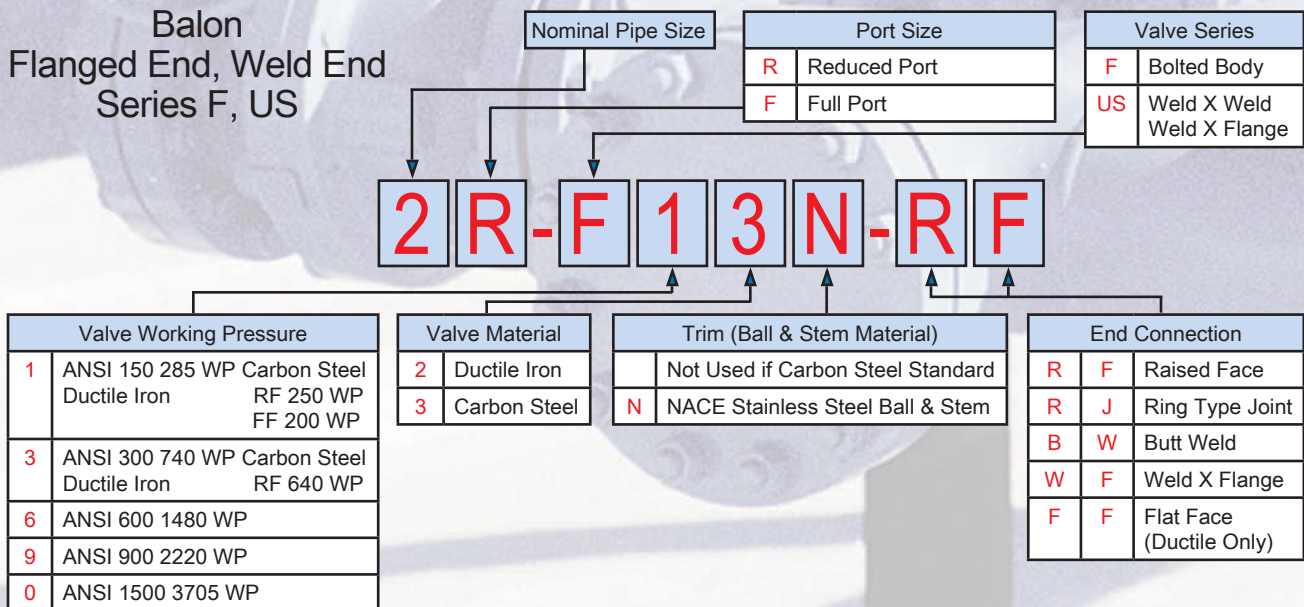 Balon
Flanged End, Weld End
Series F, US
Nominal Pipe Size
Port Size
R Reduced Port
F Full Port
Valve Series
F Bolted Body
US Weld X Weld
Weld X Flange
2R-F13N-RF
Valve Working Pressure
1 ANSI 150 285 WP Carbon Steel
Ductile Iron RF 250 WP
FF 200 WP
3 ANSI 300 740 WP Carbon Steel
Ductile Iron RF 640 WP
6 ANSI 600 1480 WP
9 ANSI 900 2220 WP
0 ANSI 1500 3705 WP
Valve Material
2 Ductile Iron
3 Carbon Steel
Trim (Ball & Stem Material)
Not Used if Carbon Steel Standard
N NACE Stainless Steel Ball & Stem
End Connection
R F Raised Face
R J Ring Type Joint
B W Butt Weld
W F Weld X Flange
F F Flat Face
(Ductile Only)